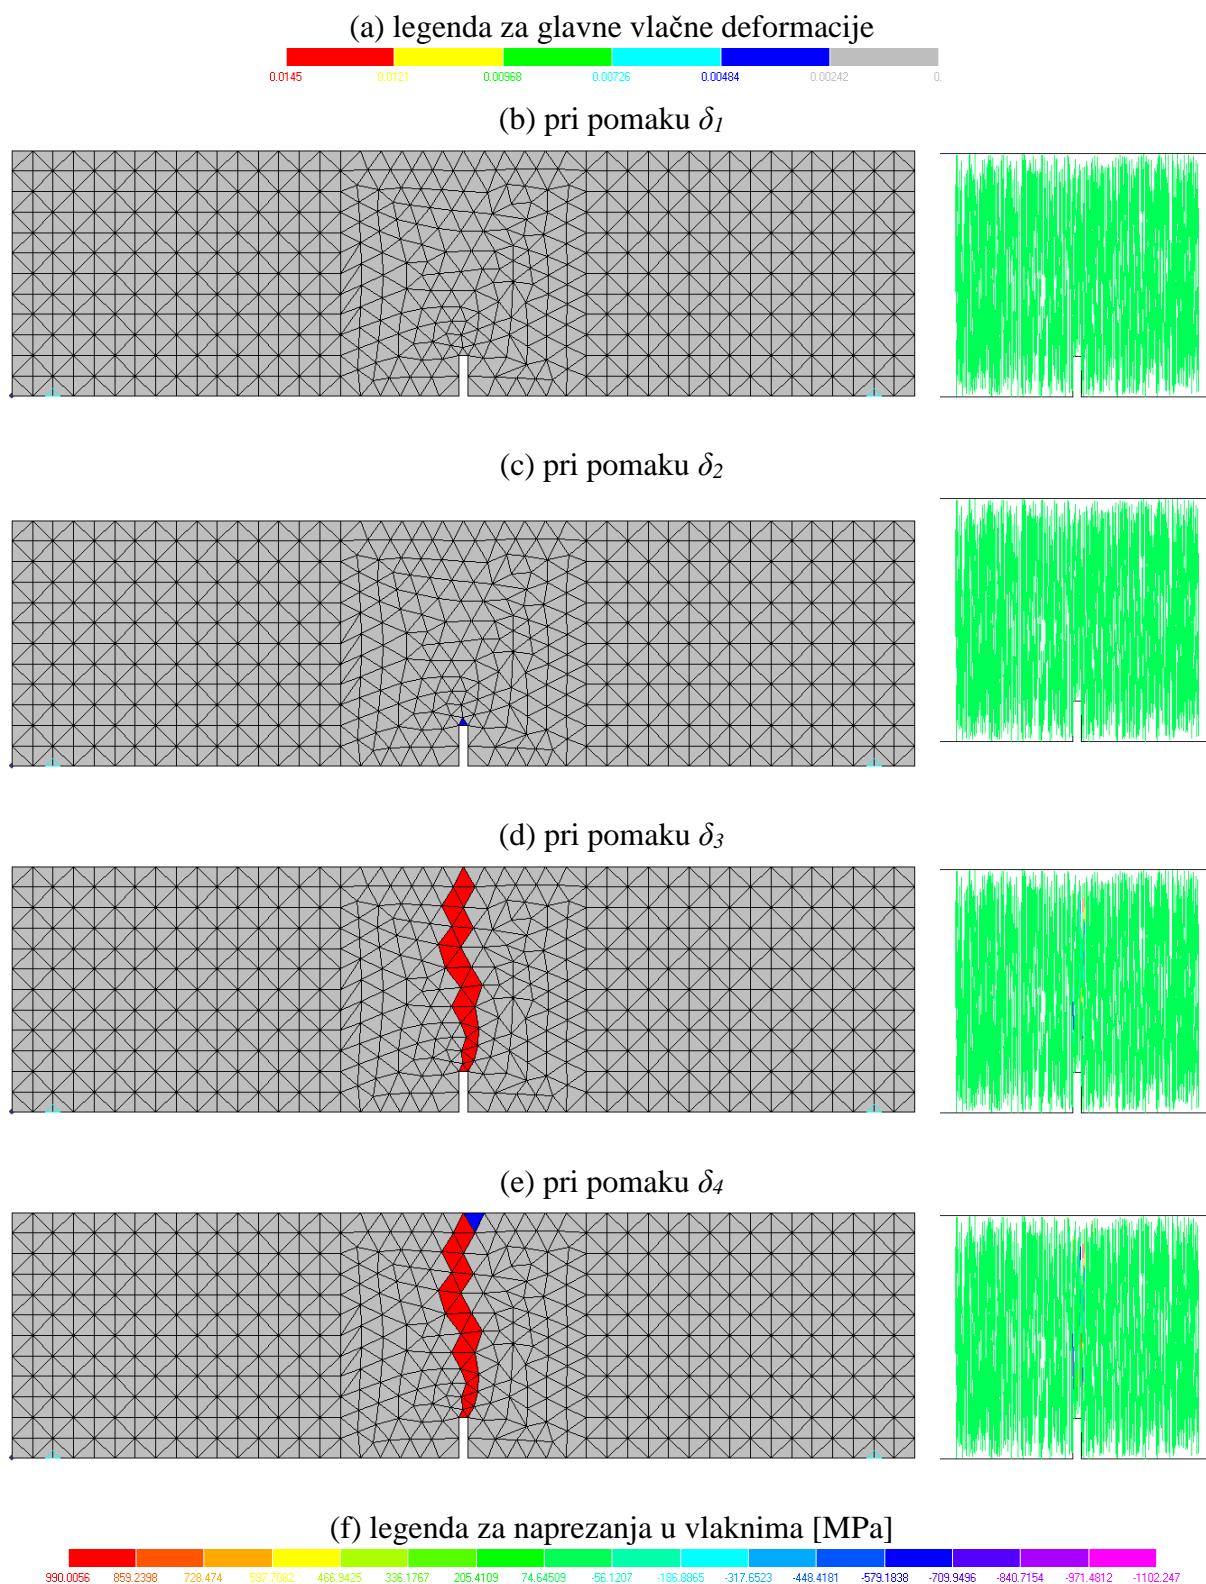 (a) legenda za glavne vlačne deformacije
0.0145 0.0121 0.00968 0.00726 0.00484 0.00242 0.
(b) pri pomaku δ1
(c) pri pomaku δ2
(d) pri pomaku δ3
(e) pri pomaku δ4
(f) legenda za naprezanja u vlaknima [MPa]
990.0056 859.2398 728.474 597.7082 466.9425 336.1767 205.4109 74.64509 -56.1207 -186.8865 -317.6523 -448.4181 -579.1838 -709.9496 -840.7154 -971.4812 -1102.247